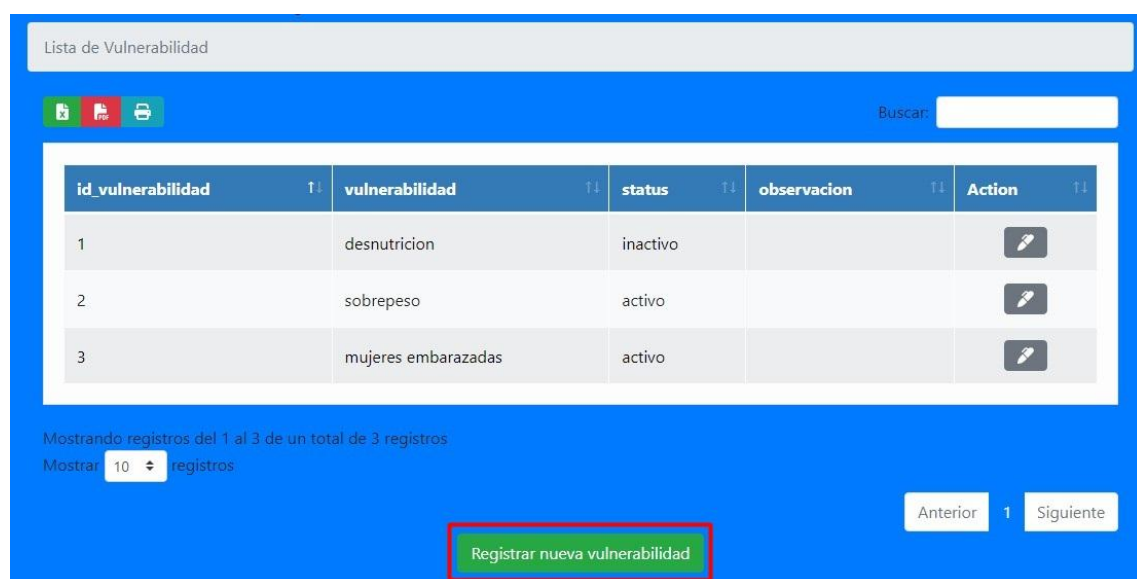 Lista de Vulnerabilidad
PDF
Buscar:
id_vulnerabilidad vulnerabilidad status observacion Action
1 desnutricion inactivo
2 sobrepeso activo
3 mujeres embarazadas activo
Mostrando registros del 1 al 3 de un total de 3 registros
Mostrar 10 registros
Anterior 1 Siguiente
Registrar nueva vulnerabilidad